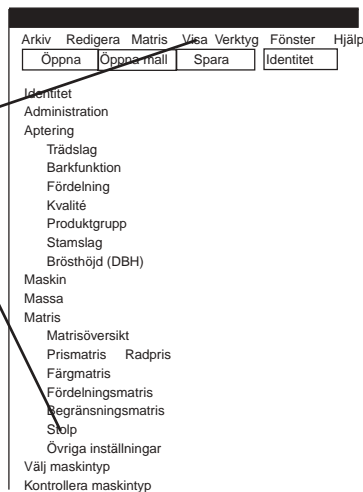 Arkiv Redigera Matris Visa Verktyg Fönster Hjälp
Öppna Öppna mall Spara Identitet
Identitet
Administration
Aptering
Trädslag
Barkfunktion
Fördelning
Kvalité
Produktgrupp
Stamslag
Brösthöjd (DBH)
Maskin
Massa
Matris
Matrisöversikt
Prismatris Radpris
Färgmatris
Fördelningsmatris
Begränsningsmatris
Stolp
Övriga inställningar
Välj maskintyp
Kontrollera maskintyp